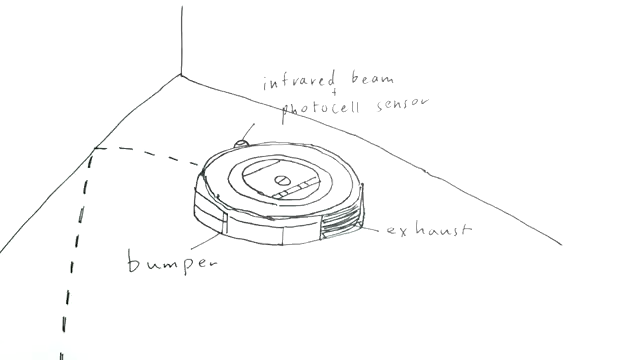 infrared beam
+
photocell sensor
exhaust
bumper